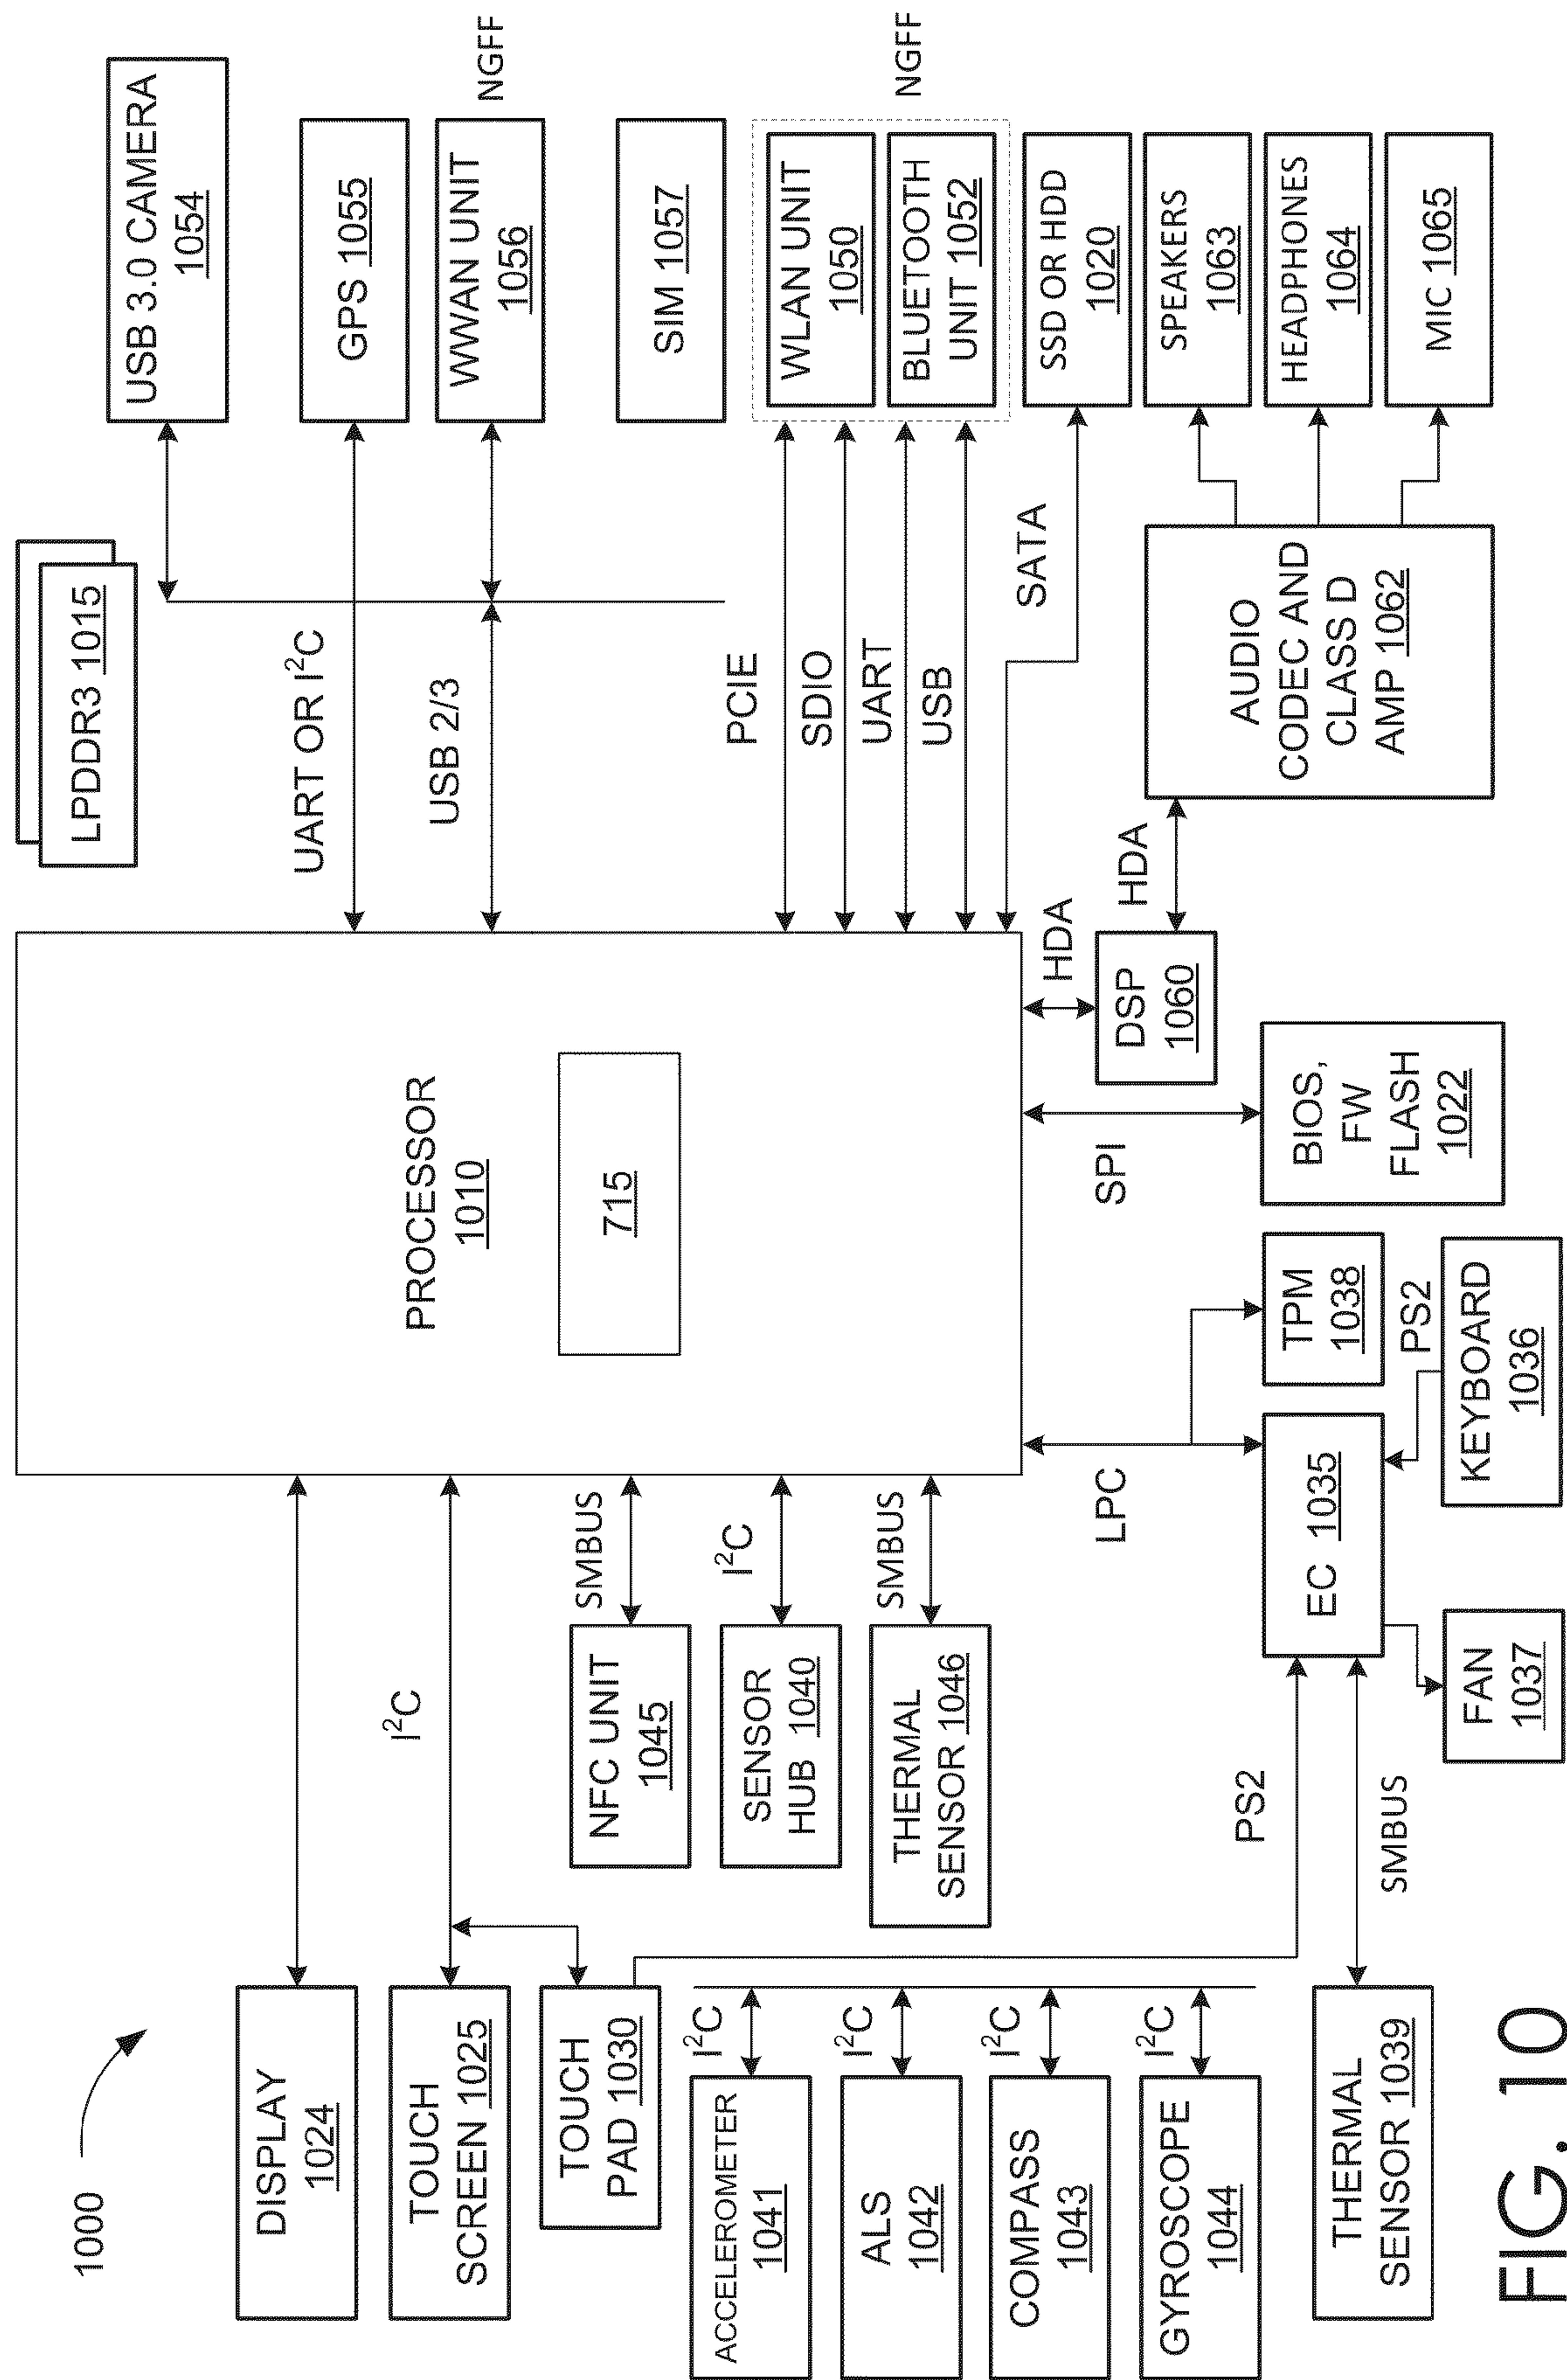 1000
DISPLAY
1024
TOUCH
SCREEN 1025
TOUCH
PAD 1030
ACCELEROMETER
1041
ALS
1042
COMPASS
1043
GYROSCOPE
1044
I²C
I²C
I²C
I²C
THERMAL
SENSOR 1039
I²C
NFC UNIT
1045
SENSOR
HUB 1040
THERMAL
SENSOR 1046
SMBUS
I²C
SMBUS
PS2
SMBUS
FAN
1037
EC 1035
LPC
TPM
1038
PS2
KEYBOARD
1036
PROCESSOR
1010
715
SPI
BIOS,
FW
FLASH
1022
HDA
DSP
1060
HDA
AUDIO
CODEC AND
CLASS D
AMP 1062
LPDDR3 1015
UART OR I²C
USB 2/3
PCIE
SDIO
UART
USB
SATA
USB 3.0 CAMERA
1054
GPS 1055
WWAN UNIT
1056
NGFF
SIM 1057
WLAN UNIT
1050
BLUETOOTH
UNIT 1052
NGFF
SSD OR HDD
1020
SPEAKERS
1063
HEADPHONES
1064
MIC 1065
FIG. 10